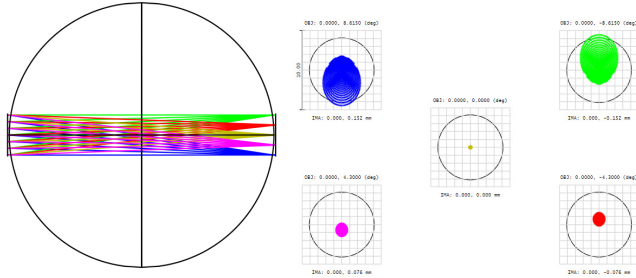 OBJ: 0.0000, 8.6150 (deg)
10.00
IMA: 0.000, 0.152 mm
OBJ: 0.0000, -8.6150 (deg)
IMA: 0.000, -0.152 mm
OBJ: 0.0000, 0.0000 (deg)
IMA: 0.000, 0.000 mm
OBJ: 0.0000, 4.3000 (deg)
IMA: 0.000, 0.076 mm
OBJ: 0.0000, -4.3000 (deg)
IMA: 0.000, -0.076 mm